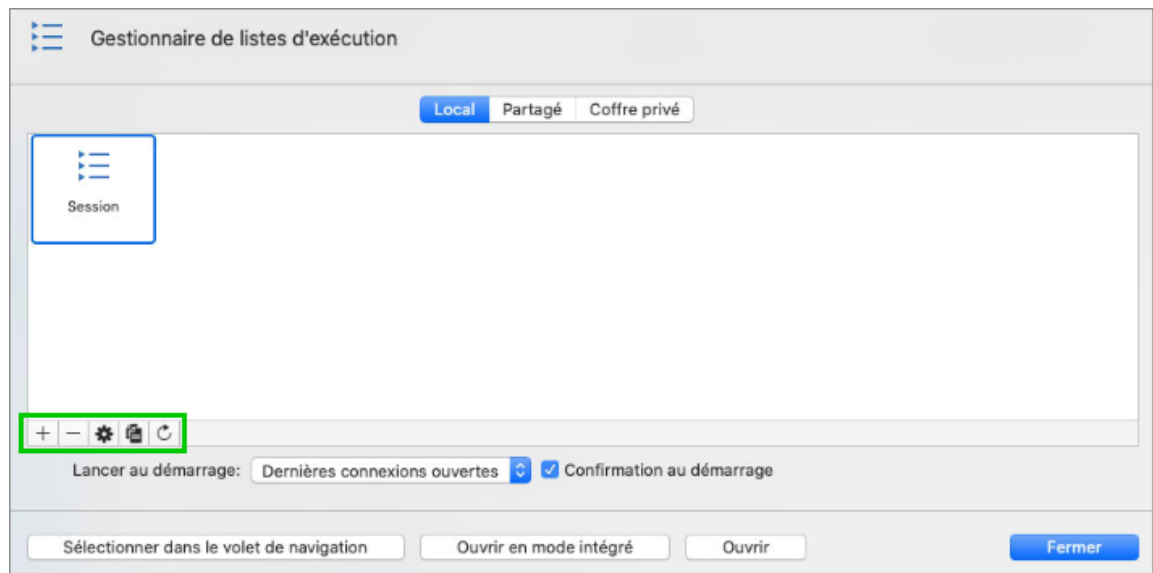 Gestionnaire de listes d'exécution
Local Partagé Coffre privé
Session
Lancer au démarrage: Dernières connexions ouvertes Confirmation au démarrage
Sélectionner dans le volet de navigation Ouvrir en mode intégré Ouvrir Fermer